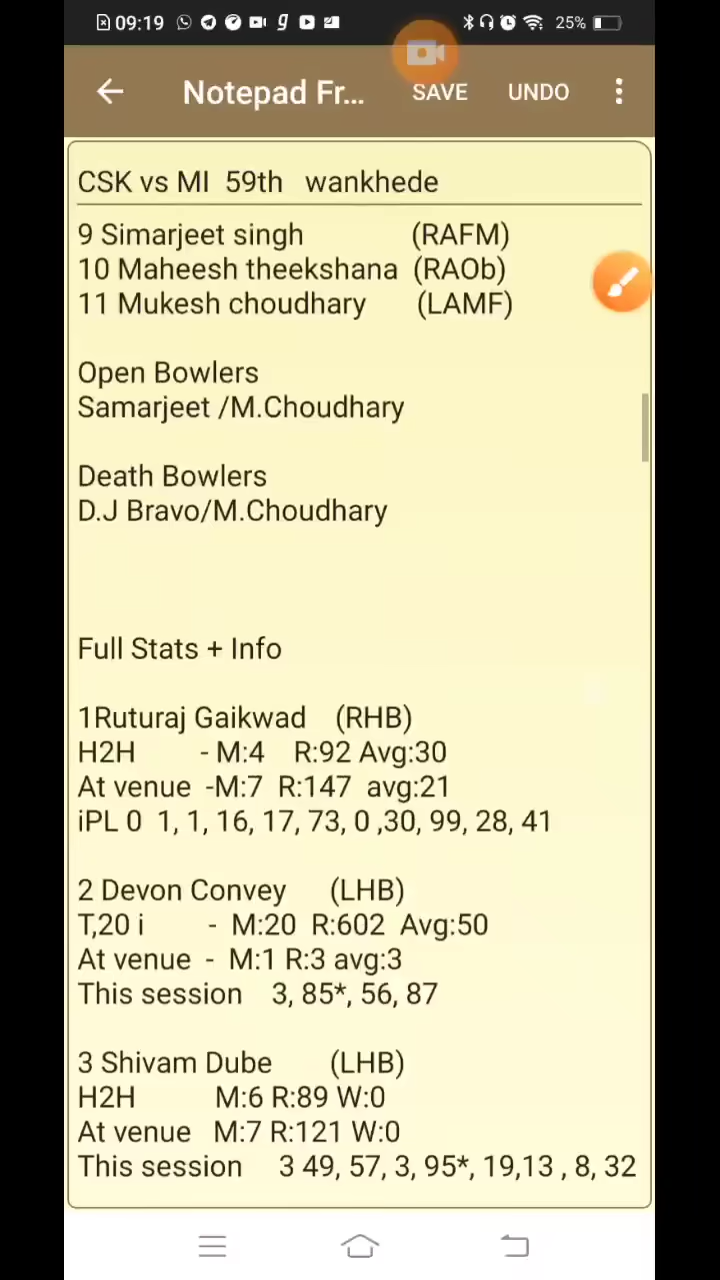 09:19
25%
Notepad Fr... SAVE UNDO
CSK vs MI 59th wankhede
9 Simarjeet singh (RAFM)
10 Maheesh theekshana (RAOb)
11 Mukesh choudhary (LAMF)
Open Bowlers
Samarjeet /M.Choudhary
Death Bowlers
D.J Bravo/M.Choudhary
Full Stats + Info
1Ruturaj Gaikwad (RHB)
H2H - M:4 R:92 Avg:30
At venue -M:7 R:147 avg:21
iPL 0 1, 1, 16, 17, 73, 0 ,30, 99, 28, 41
2 Devon Convey (LHB)
T,20 i - M:20 R:602 Avg:50
At venue - M:1 R:3 avg:3
This session 3, 85*, 56, 87
3 Shivam Dube (LHB)
H2H M:6 R:89 W:0
At venue M:7 R:121 W:0
This session 3 49, 57, 3, 95*, 19,13 , 8, 32